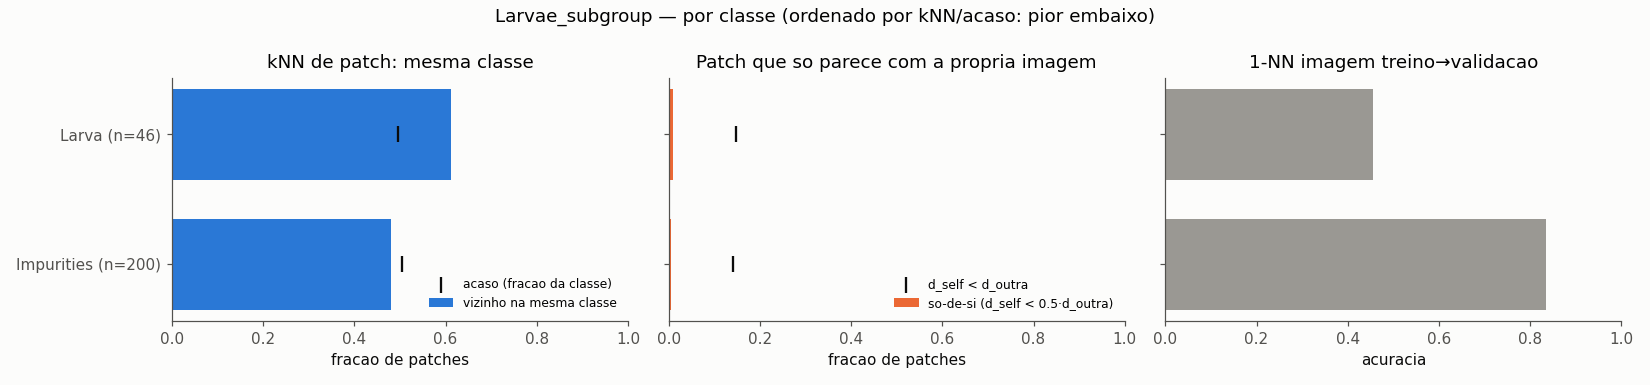 Larvae_subgroup — por classe (ordenado por kNN/acaso: pior embaixo)
kNN de patch: mesma classe
Larva (n=46)
Impurities (n=200)
acaso (fracao da classe)
vizinho na mesma classe
0.0 0.2 0.4 0.6 0.8 1.0
fracao de patches
Patch que so parece com a propria imagem
d_self < d_outra
so-de-si (d_self < 0.5·d_outra)
0.0 0.2 0.4 0.6 0.8 1.0
fracao de patches
1-NN imagem treino→validacao
0.0 0.2 0.4 0.6 0.8 1.0
acuracia